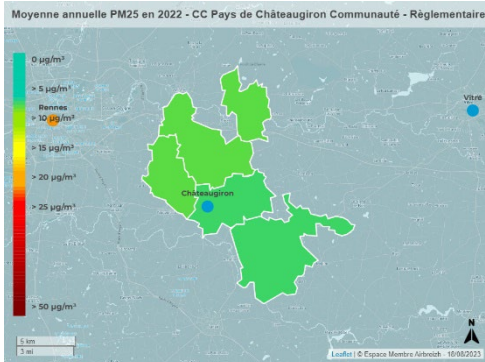 Moyenne annuelle PM25 en 2022 - CC Pays de Châteaugiron Communauté - Règlementaire
0 µg/m³
> 5 µg/m³
Rennes
> 10 µg/m³
> 15 µg/m³
> 20 µg/m³
> 25 µg/m³
> 50 µg/m³
Vitré
Châteaugiron
5 km
3 mi
N
Leaflet | © Espace Membre Airbreizh - 18/08/2023